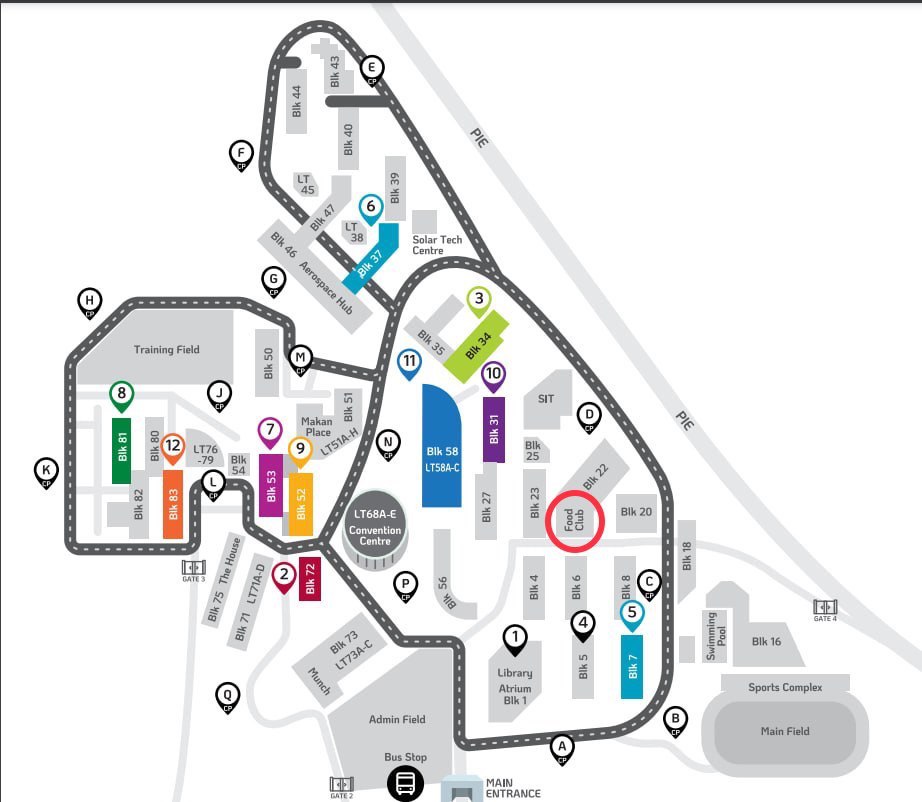 E
CP
Blk 43
Blk 44
Blk 40
PIE
F
CP
LT
45
Blk 39
6
Blk 47
LT
38
Blk 37
Solar Tech
Centre
Blk 46
Aerospace Hub
G
CP
H
CP
3
Blk 35
Blk 34
Training Field
Blk 50
M
CP
11
10
PIE
8
J
CP
Blk 51
Makan
Place
LT51A-H
SIT
D
CP
Blk 81
Blk 80
12
7
9
N
CP
Blk 58
LT58A-C
Blk 31
LT76
-79
Blk
54
Blk
25
K
CP
L
CP
Blk 22
Blk 82
Blk 83
Blk 53
Blk 52
LT68A-E
Convention
Centre
Blk 27
Blk 23
Food
Club
Blk 20
Blk 18
GATE 3
Blk 75 The House
Blk 71 LT71A-D
2
Blk 72
P
CP
Blk 56
Blk 4
Blk 6
Blk 8
C
CP
5
GATE 4
1
4
Swimming
Pool
Blk 16
Blk 73
LT73A-C
Munch
Library
Atrium
Blk 1
Blk 5
Blk 7
Q
CP
Sports Complex
Admin Field
B
CP
Main Field
A
CP
Bus Stop
GATE 2
MAIN
ENTRANCE